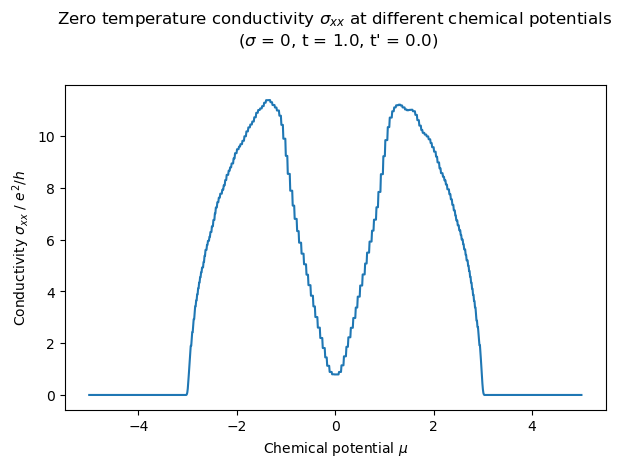 Zero temperature conductivity σxx at different chemical potentials
(σ = 0, t = 1.0, t' = 0.0)
10
8
6
4
2
0
Conductivity σxx / e²/h
−4
−2
0
2
4
Chemical potential μ